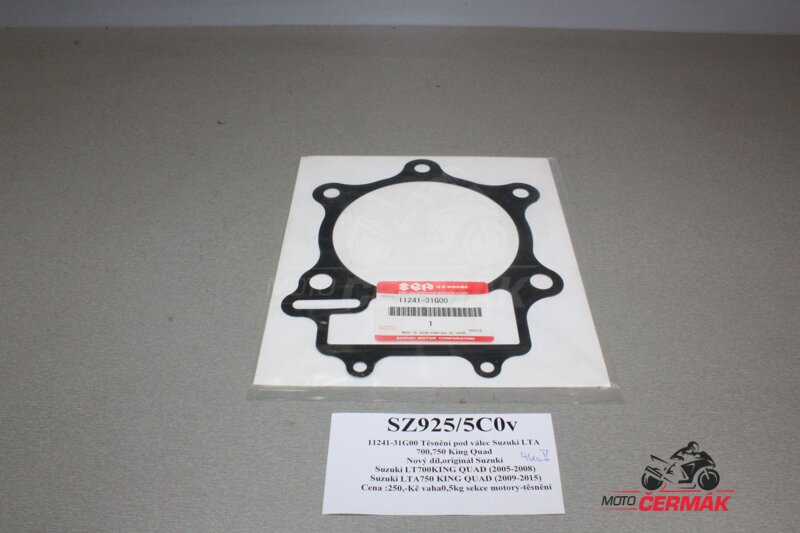 SUZUKI
11241-31G00
1
SUZUKI MOTOR CORPORATION
SZ925/5C0v
11241-31G00 Těsnění pod válec Suzuki LTA
700,750 King Quad
Nový díl,originál Suzuki
Suzuki LT700KING QUAD (2005-2008)
Suzuki LTA750 KING QUAD (2009-2015)
Cena :250,-Kč vaha0,5kg sekce motory-těsnění
MOTO
ČERMÁK